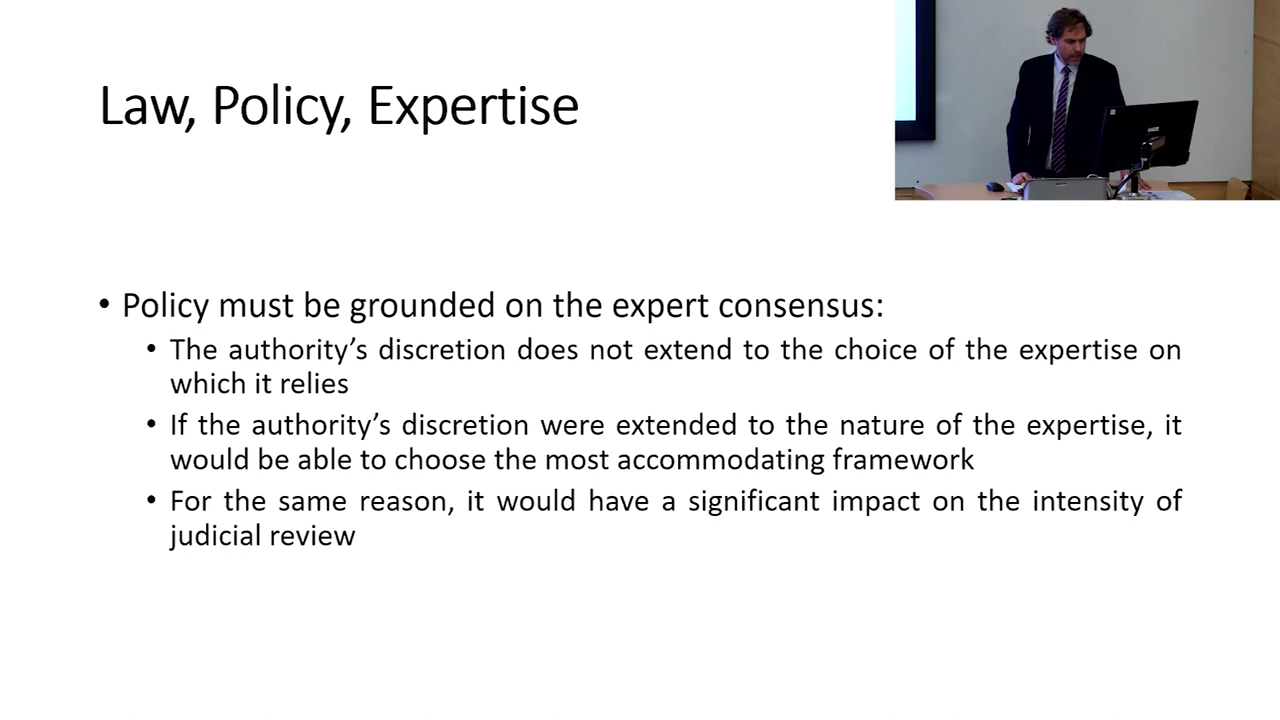 Law, Policy, Expertise
• Policy must be grounded on the expert consensus:
• The authority’s discretion does not extend to the choice of the expertise on
which it relies
• If the authority’s discretion were extended to the nature of the expertise, it
would be able to choose the most accommodating framework
• For the same reason, it would have a significant impact on the intensity of
judicial review